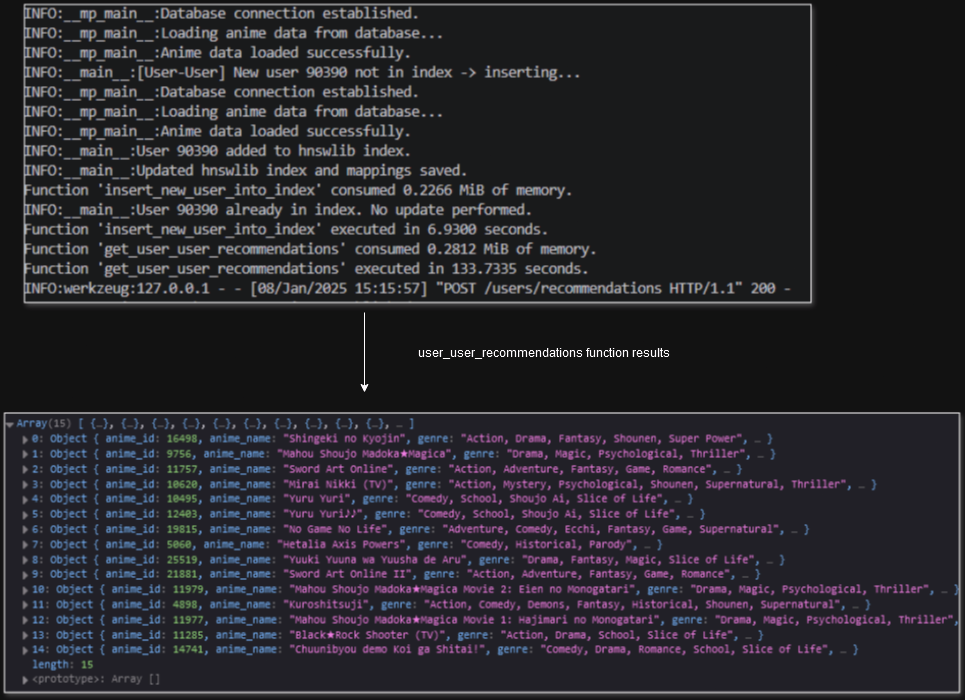 INFO:__mp_main__:Database connection established.
INFO:__mp_main__:Loading anime data from database...
INFO:__mp_main__:Anime data loaded successfully.
INFO:__main__:[User-User] New user 90390 not in index -> inserting...
INFO:__mp_main__:Database connection established.
INFO:__mp_main__:Loading anime data from database...
INFO:__mp_main__:Anime data loaded successfully.
INFO:__main__:User 90390 added to hnswlib index.
INFO:__main__:Updated hnswlib index and mappings saved.
Function 'insert_new_user_into_index' consumed 0.2266 MiB of memory.
INFO:__main__:User 90390 already in index. No update performed.
Function 'insert_new_user_into_index' executed in 6.9300 seconds.
Function 'get_user_user_recommendations' consumed 0.2812 MiB of memory.
Function 'get_user_user_recommendations' executed in 133.7335 seconds.
INFO:werkzeug:127.0.0.1 - - [08/Jan/2025 15:15:57] "POST /users/recommendations HTTP/1.1" 200 -
user_user_recommendations function results
Array(15) [ {…}, {…}, {…}, {…}, {…}, {…}, {…}, {…}, {…}, {…}, … ]
0: Object { anime_id: 16498, anime_name: "Shingeki no Kyojin", genre: "Action, Drama, Fantasy, Shounen, Super Power", … }
1: Object { anime_id: 9756, anime_name: "Mahou Shoujo Madoka★Magica", genre: "Drama, Magic, Psychological, Thriller", … }
2: Object { anime_id: 11757, anime_name: "Sword Art Online", genre: "Action, Adventure, Fantasy, Game, Romance", … }
3: Object { anime_id: 10620, anime_name: "Mirai Nikki (TV)", genre: "Action, Mystery, Psychological, Shounen, Supernatural, Thriller", … }
4: Object { anime_id: 10495, anime_name: "Yuru Yuri", genre: "Comedy, School, Shoujo Ai, Slice of Life", … }
5: Object { anime_id: 12403, anime_name: "Yuru Yuri♪♪", genre: "Comedy, School, Shoujo Ai, Slice of Life", … }
6: Object { anime_id: 19815, anime_name: "No Game No Life", genre: "Adventure, Comedy, Ecchi, Fantasy, Game, Supernatural", … }
7: Object { anime_id: 5060, anime_name: "Hetalia Axis Powers", genre: "Comedy, Historical, Parody", … }
8: Object { anime_id: 25519, anime_name: "Yuuki Yuuna wa Yuusha de Aru", genre: "Drama, Fantasy, Magic, Slice of Life", … }
9: Object { anime_id: 21881, anime_name: "Sword Art Online II", genre: "Action, Adventure, Fantasy, Game, Romance", … }
10: Object { anime_id: 11979, anime_name: "Mahou Shoujo Madoka★Magica Movie 2: Eien no Monogatari", genre: "Drama, Magic, Psychological, Thriller", … }
11: Object { anime_id: 4898, anime_name: "Kuroshitsuji", genre: "Action, Comedy, Demons, Fantasy, Historical, Shounen, Supernatural", … }
12: Object { anime_id: 11977, anime_name: "Mahou Shoujo Madoka★Magica Movie 1: Hajimari no Monogatari", genre: "Drama, Magic, Psychological, Thriller",
13: Object { anime_id: 11285, anime_name: "Black★Rock Shooter (TV)", genre: "Action, Drama, School, Slice of Life", … }
14: Object { anime_id: 14741, anime_name: "Chuunibyou demo Koi ga Shitai!", genre: "Comedy, Drama, Romance, School, Slice of Life", … }
length: 15
<prototype>: Array []